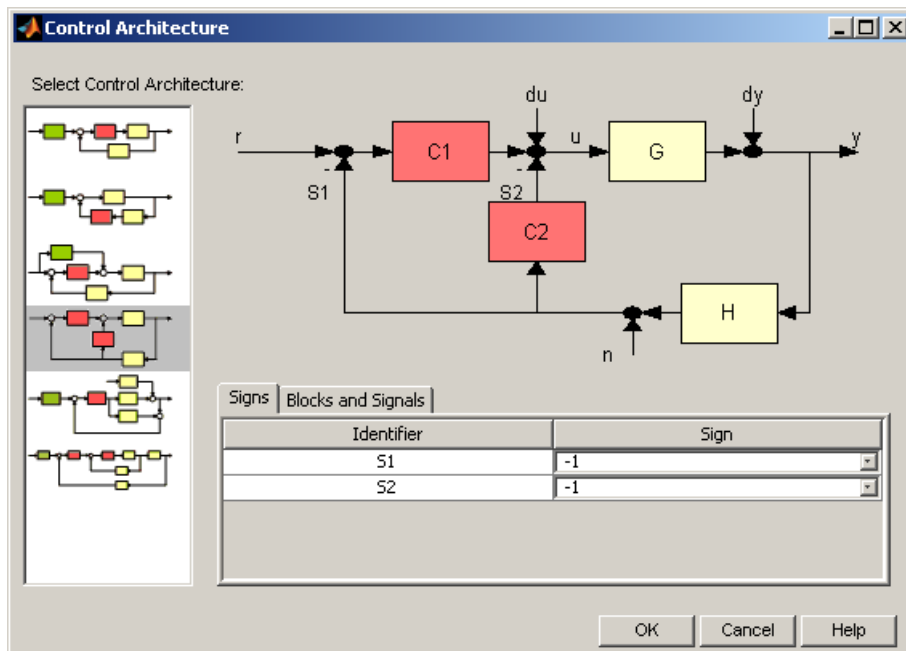 Control Architecture
Select Control Architecture:
du
dy
r
C1
u
G
y
-
-
S1
S2
C2
H
n
Signs
Blocks and Signals
Identifier
Sign
S1
-1
S2
-1
OK
Cancel
Help